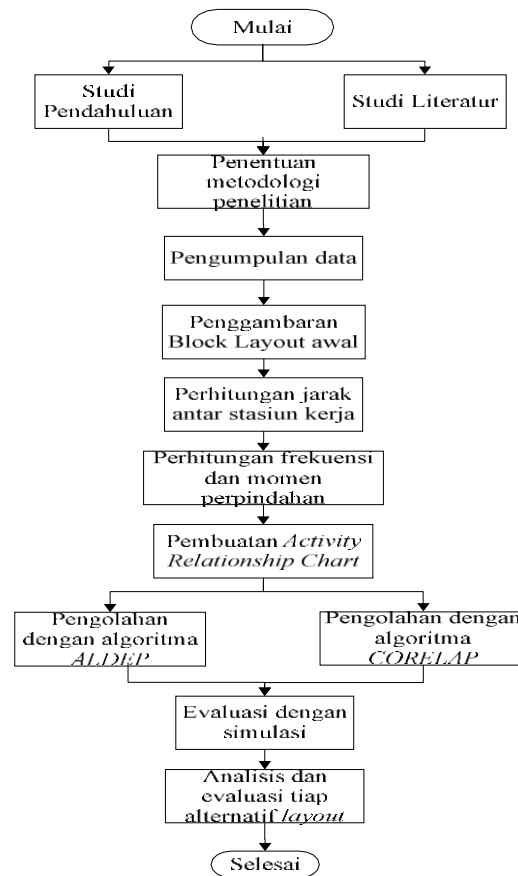 Mulai
Studi
Pendahuluan
Studi Literatur
Penentuan
metodologi
penelitian
Pengumpulan data
Penggambaran
Block Layout awal
Perhitungan jarak
antar stasiun kerja
Perhitungan frekuensi
dan momen
perpindahan
Pembuatan Activity
Relationship Chart
Pengolahan
dengan algoritma
ALDEP
Pengolahan dengan
algoritma
CORELAP
Evaluasi dengan
simulasi
Analisis dan
evaluasi tiap
alternatif layout
Selesai